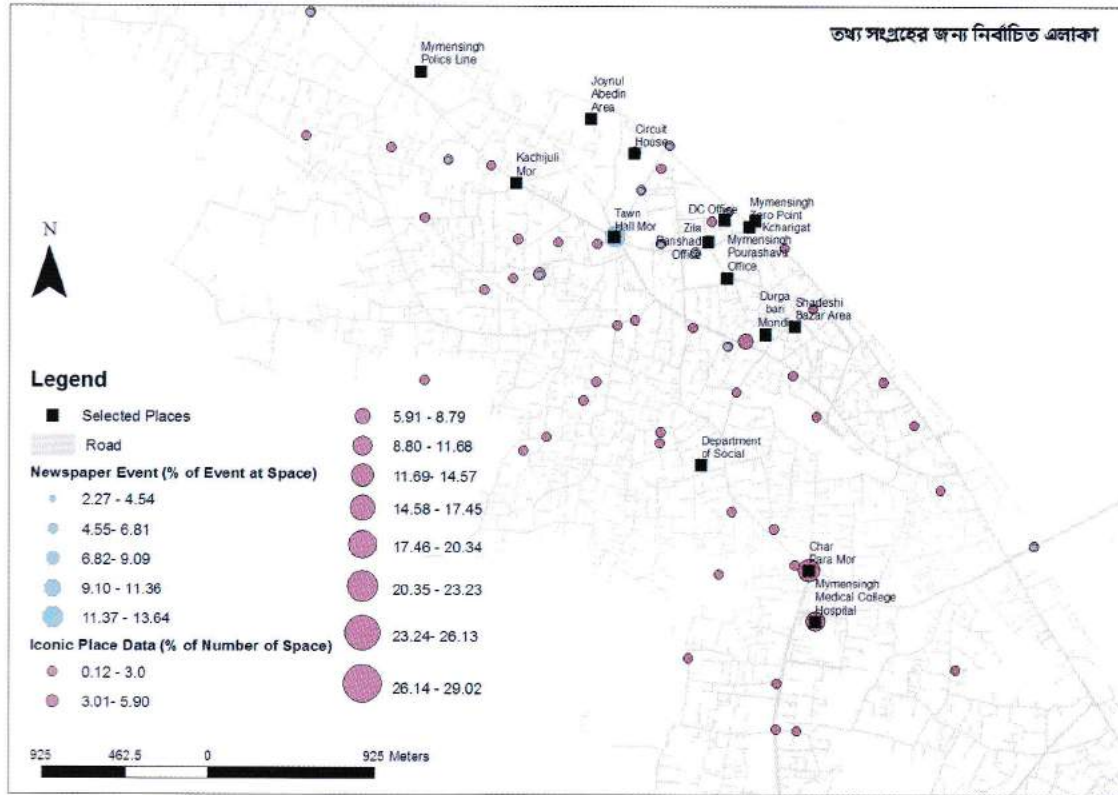 তথ্য সংগ্রহের জন্য নির্বাচিত এলাকা
Mymensingh
Police Line
Joynul
Abedin
Area
Circuit
House
Kachijuli
Mor
Tawn
Hall Mor
DC Office
Mymensingh
Zero Point
Kcharigat
Zila
Parishad
Office
Mymensingh
Pourashava
Office
Durga
bari
Mondir
Shadeshi
Bazar Area
N
Department
of Social
Char
Para Mor
Mymensingh
Medical College
Hospital
Legend
Selected Places
Road
Newspaper Event (% of Event at Space)
2.27 - 4.54
4.55- 6.81
6.82- 9.09
9.10 - 11.36
11.37 - 13.64
Iconic Place Data (% of Number of Space)
0.12 - 3.0
3.01- 5.90
5.91 - 8.79
8.80 - 11.68
11.69- 14.57
14.58 - 17.45
17.46 - 20.34
20.35 - 23.23
23.24- 26.13
26.14 - 29.02
925 462.5 0 925 Meters